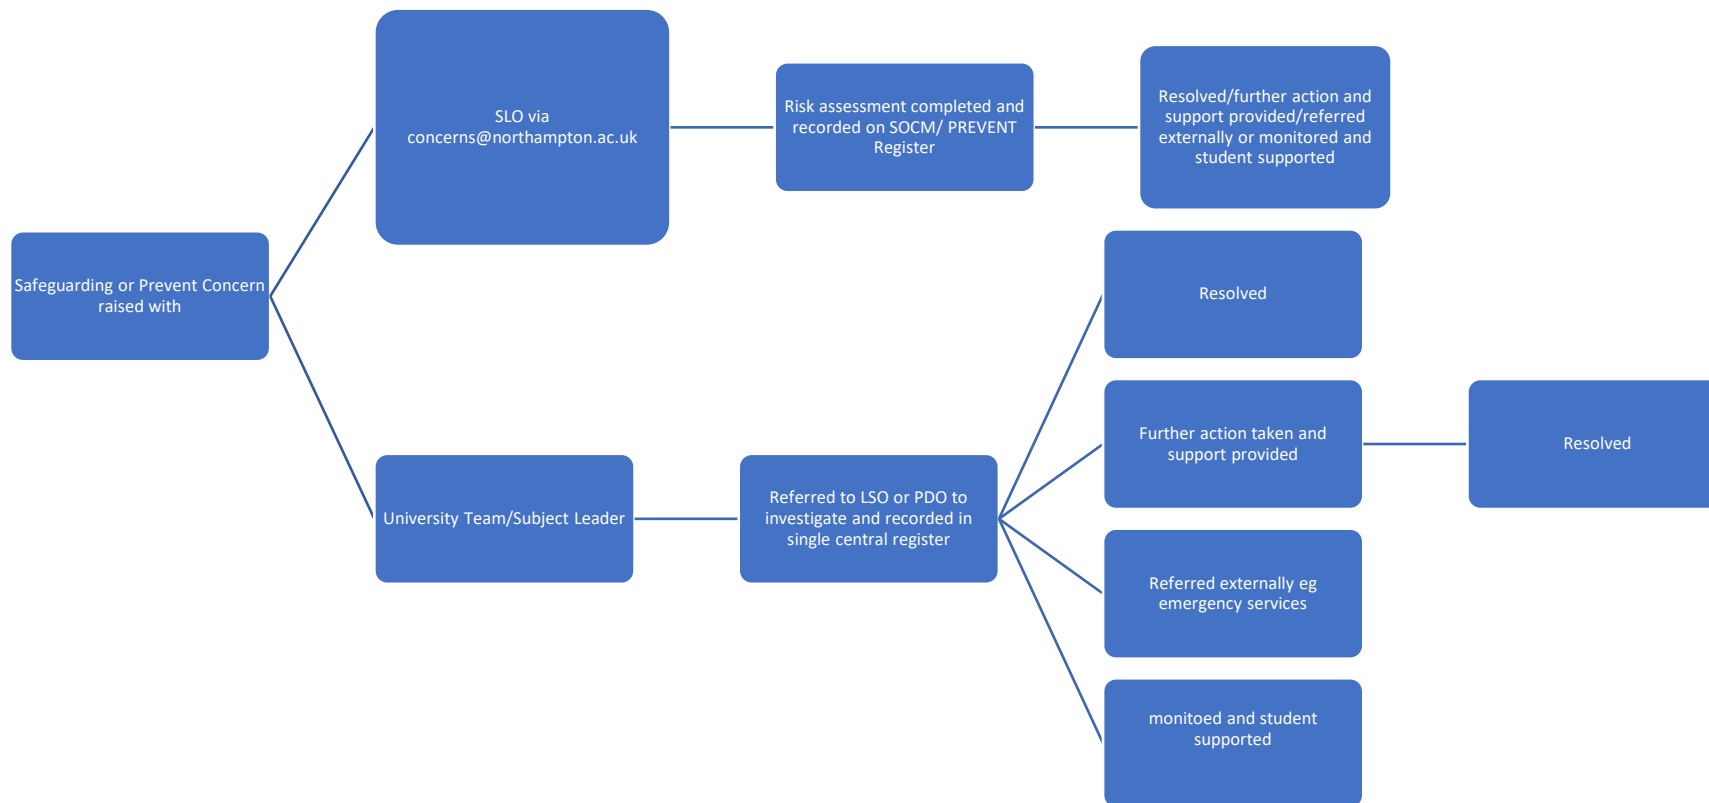 Safeguarding or Prevent Concern
raised with
SLO via
concerns@northampton.ac.uk
Risk assessment completed and
recorded on SOCM/ PREVENT
Register
Resolved/further action and
support provided/referred
externally or monitored and
student supported
University Team/Subject Leader
Referred to LSO or PDO to
investigate and recorded in
single central register
Resolved
Further action taken and
support provided
Resolved
Referred externally eg
emergency services
monitoed and student
supported